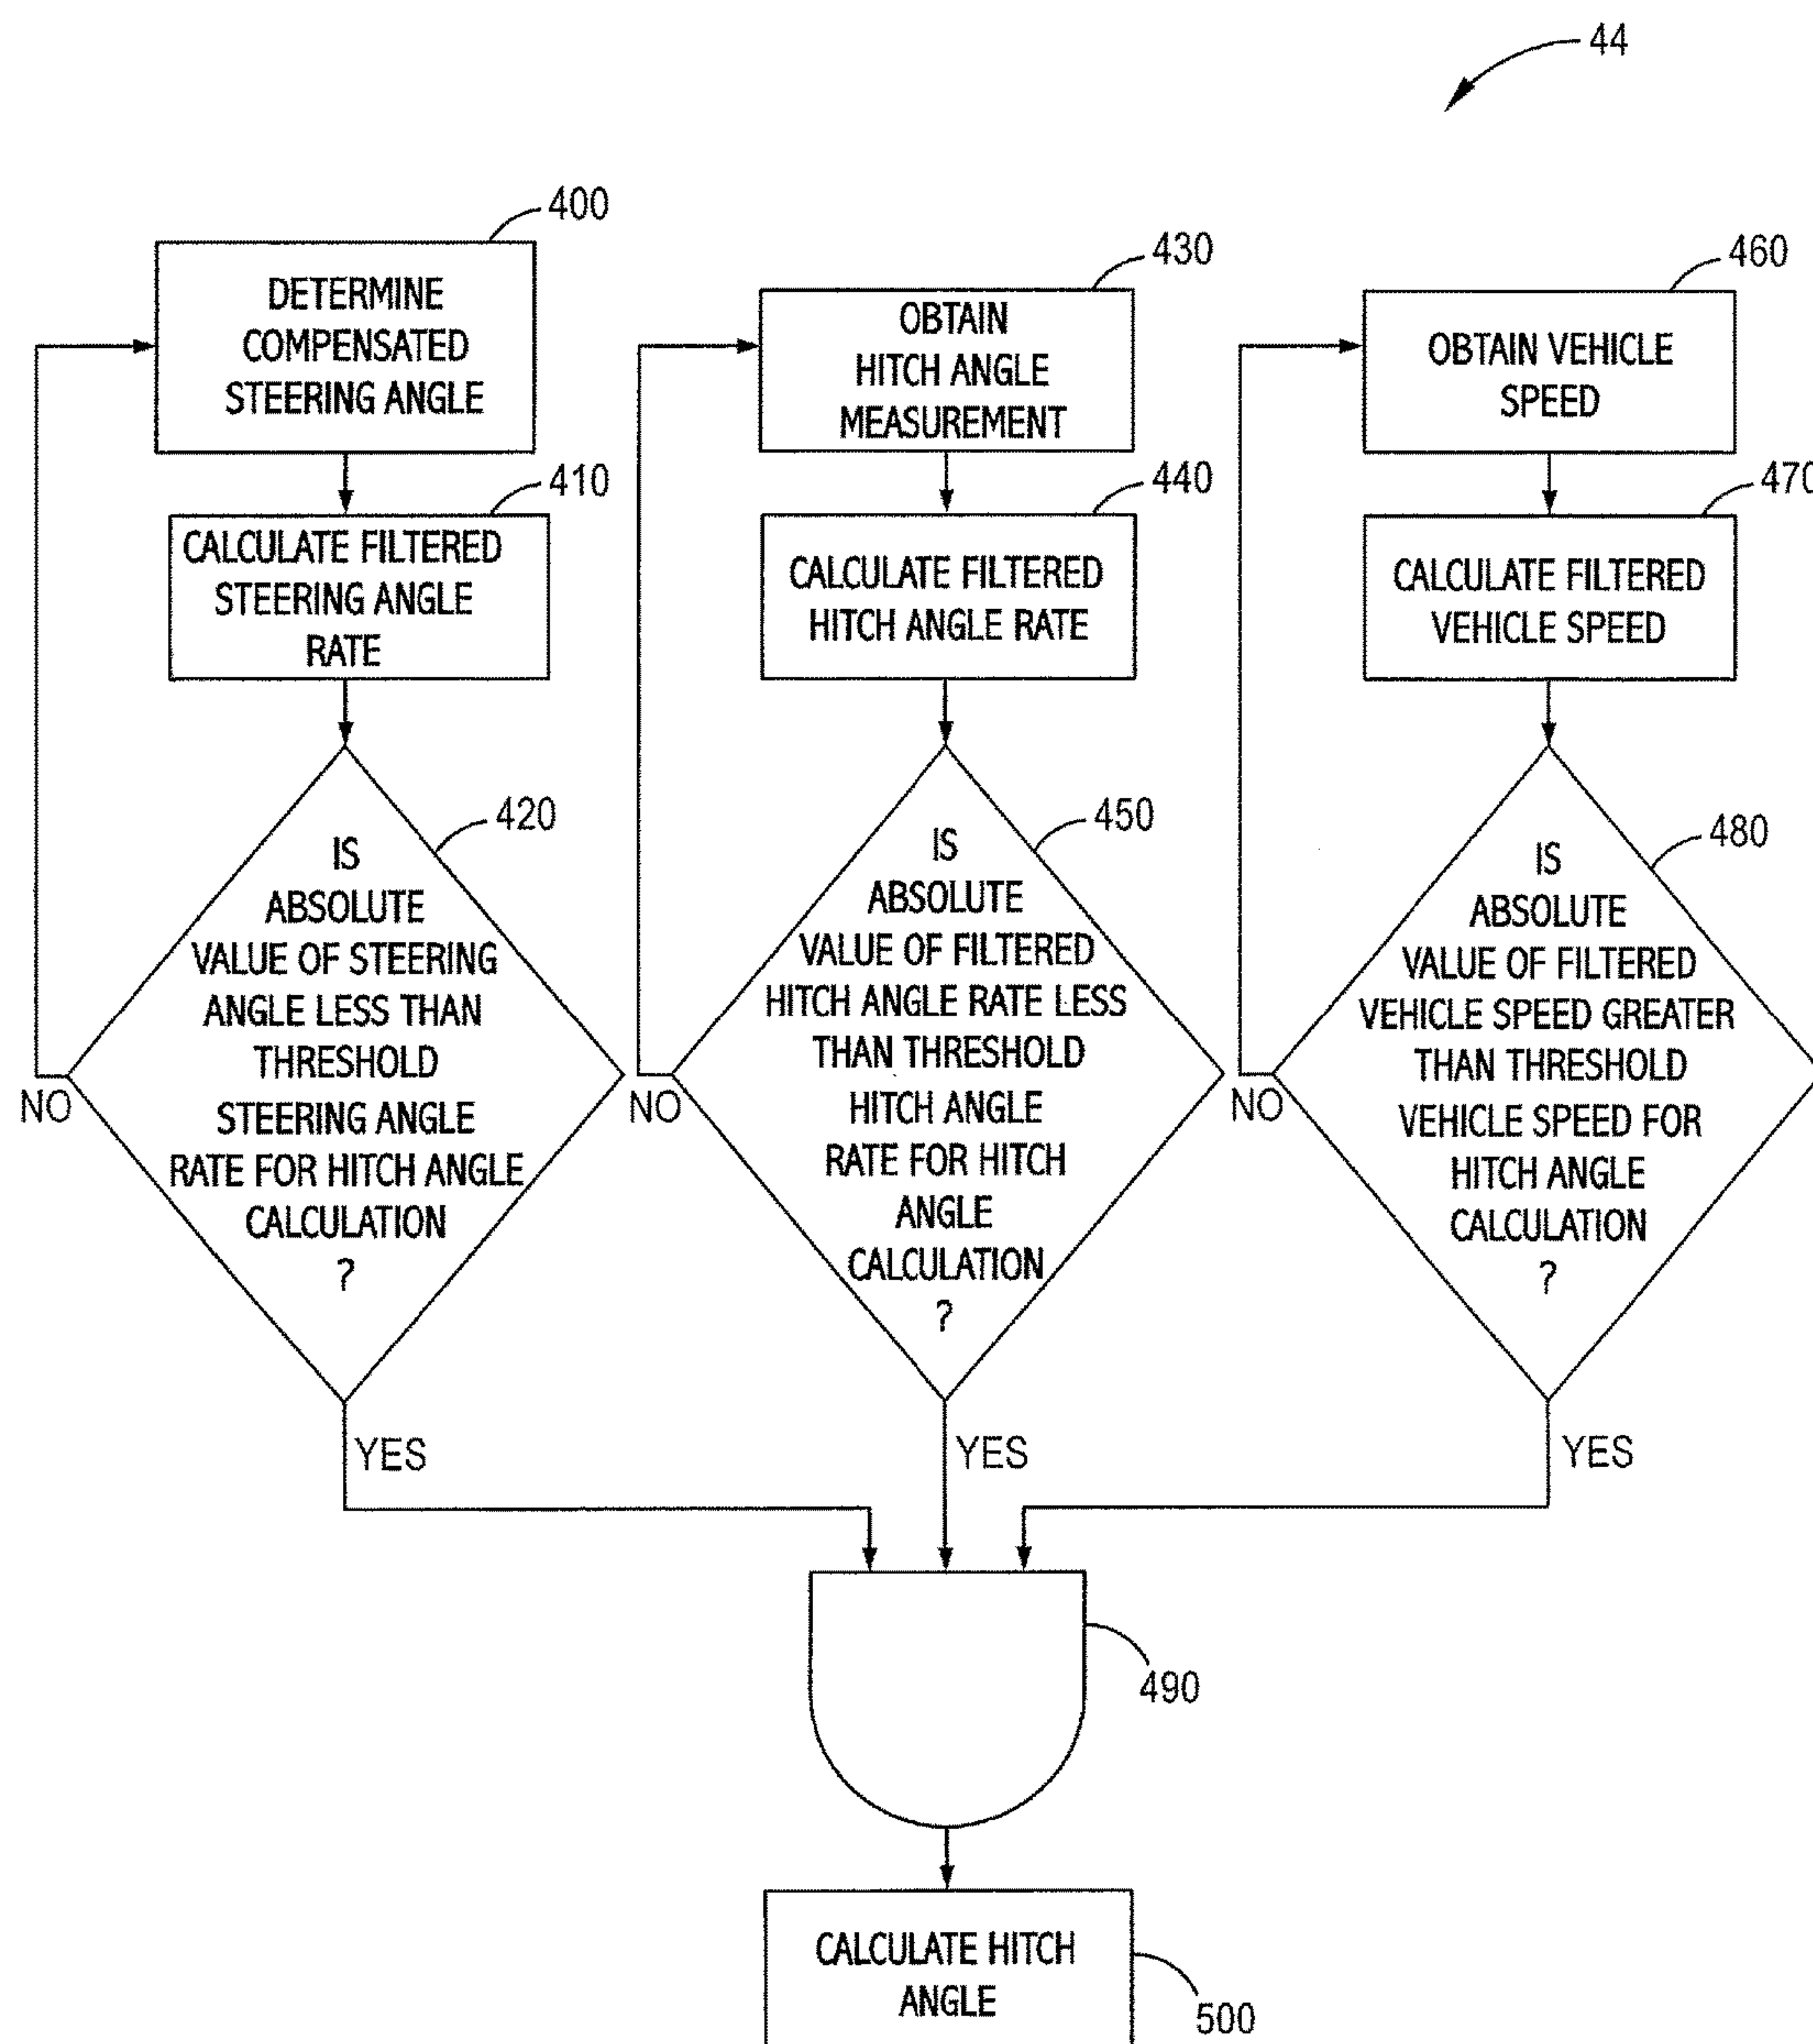 44
400
DETERMINE
COMPENSATED
STEERING ANGLE
410
CALCULATE FILTERED
STEERING ANGLE
RATE
420
IS
ABSOLUTE
VALUE OF STEERING
ANGLE LESS THAN
THRESHOLD
STEERING ANGLE
RATE FOR HITCH ANGLE
CALCULATION
?
NO
YES
430
OBTAIN
HITCH ANGLE
MEASUREMENT
440
CALCULATE FILTERED
HITCH ANGLE RATE
450
IS
ABSOLUTE
VALUE OF FILTERED
HITCH ANGLE RATE LESS
THAN THRESHOLD
HITCH ANGLE
RATE FOR HITCH
ANGLE
CALCULATION
?
NO
YES
460
OBTAIN VEHICLE
SPEED
470
CALCULATE FILTERED
VEHICLE SPEED
480
IS
ABSOLUTE
VALUE OF FILTERED
VEHICLE SPEED GREATER
THAN THRESHOLD
VEHICLE SPEED FOR
HITCH ANGLE
CALCULATION
?
NO
YES
490
CALCULATE HITCH
ANGLE
500